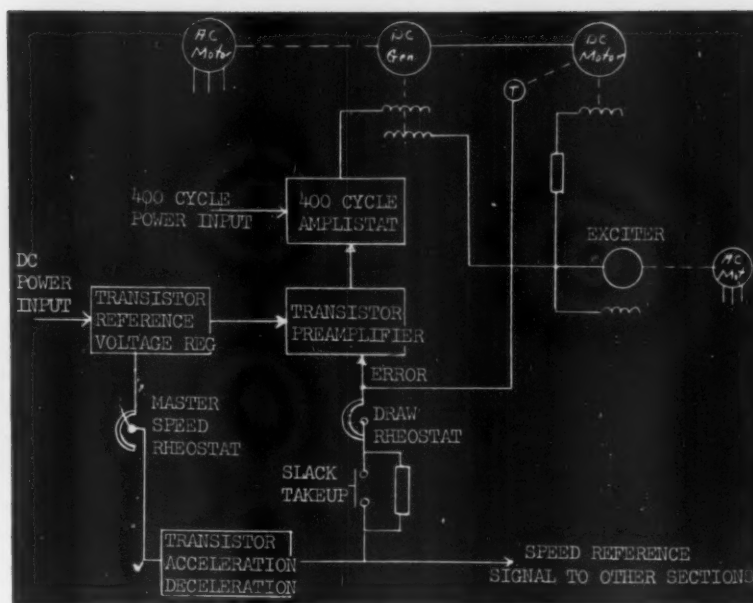 AC
Motor
DC
Gen.
DC
Motor
T
400 CYCLE
POWER INPUT
400 CYCLE
AMPLISTAT
EXCITER
AC
Mot.
DC
POWER
INPUT
TRANSISTOR
REFERENCE
VOLTAGE REG
TRANSISTOR
PREAMPLIFIER
ERROR
MASTER
SPEED
RHEOSTAT
DRAW
RHEOSTAT
SLACK
TAKEUP
TRANSISTOR
ACCELERATION
DECELERATION
SPEED REFERENCE
SIGNAL TO OTHER SECTIONS